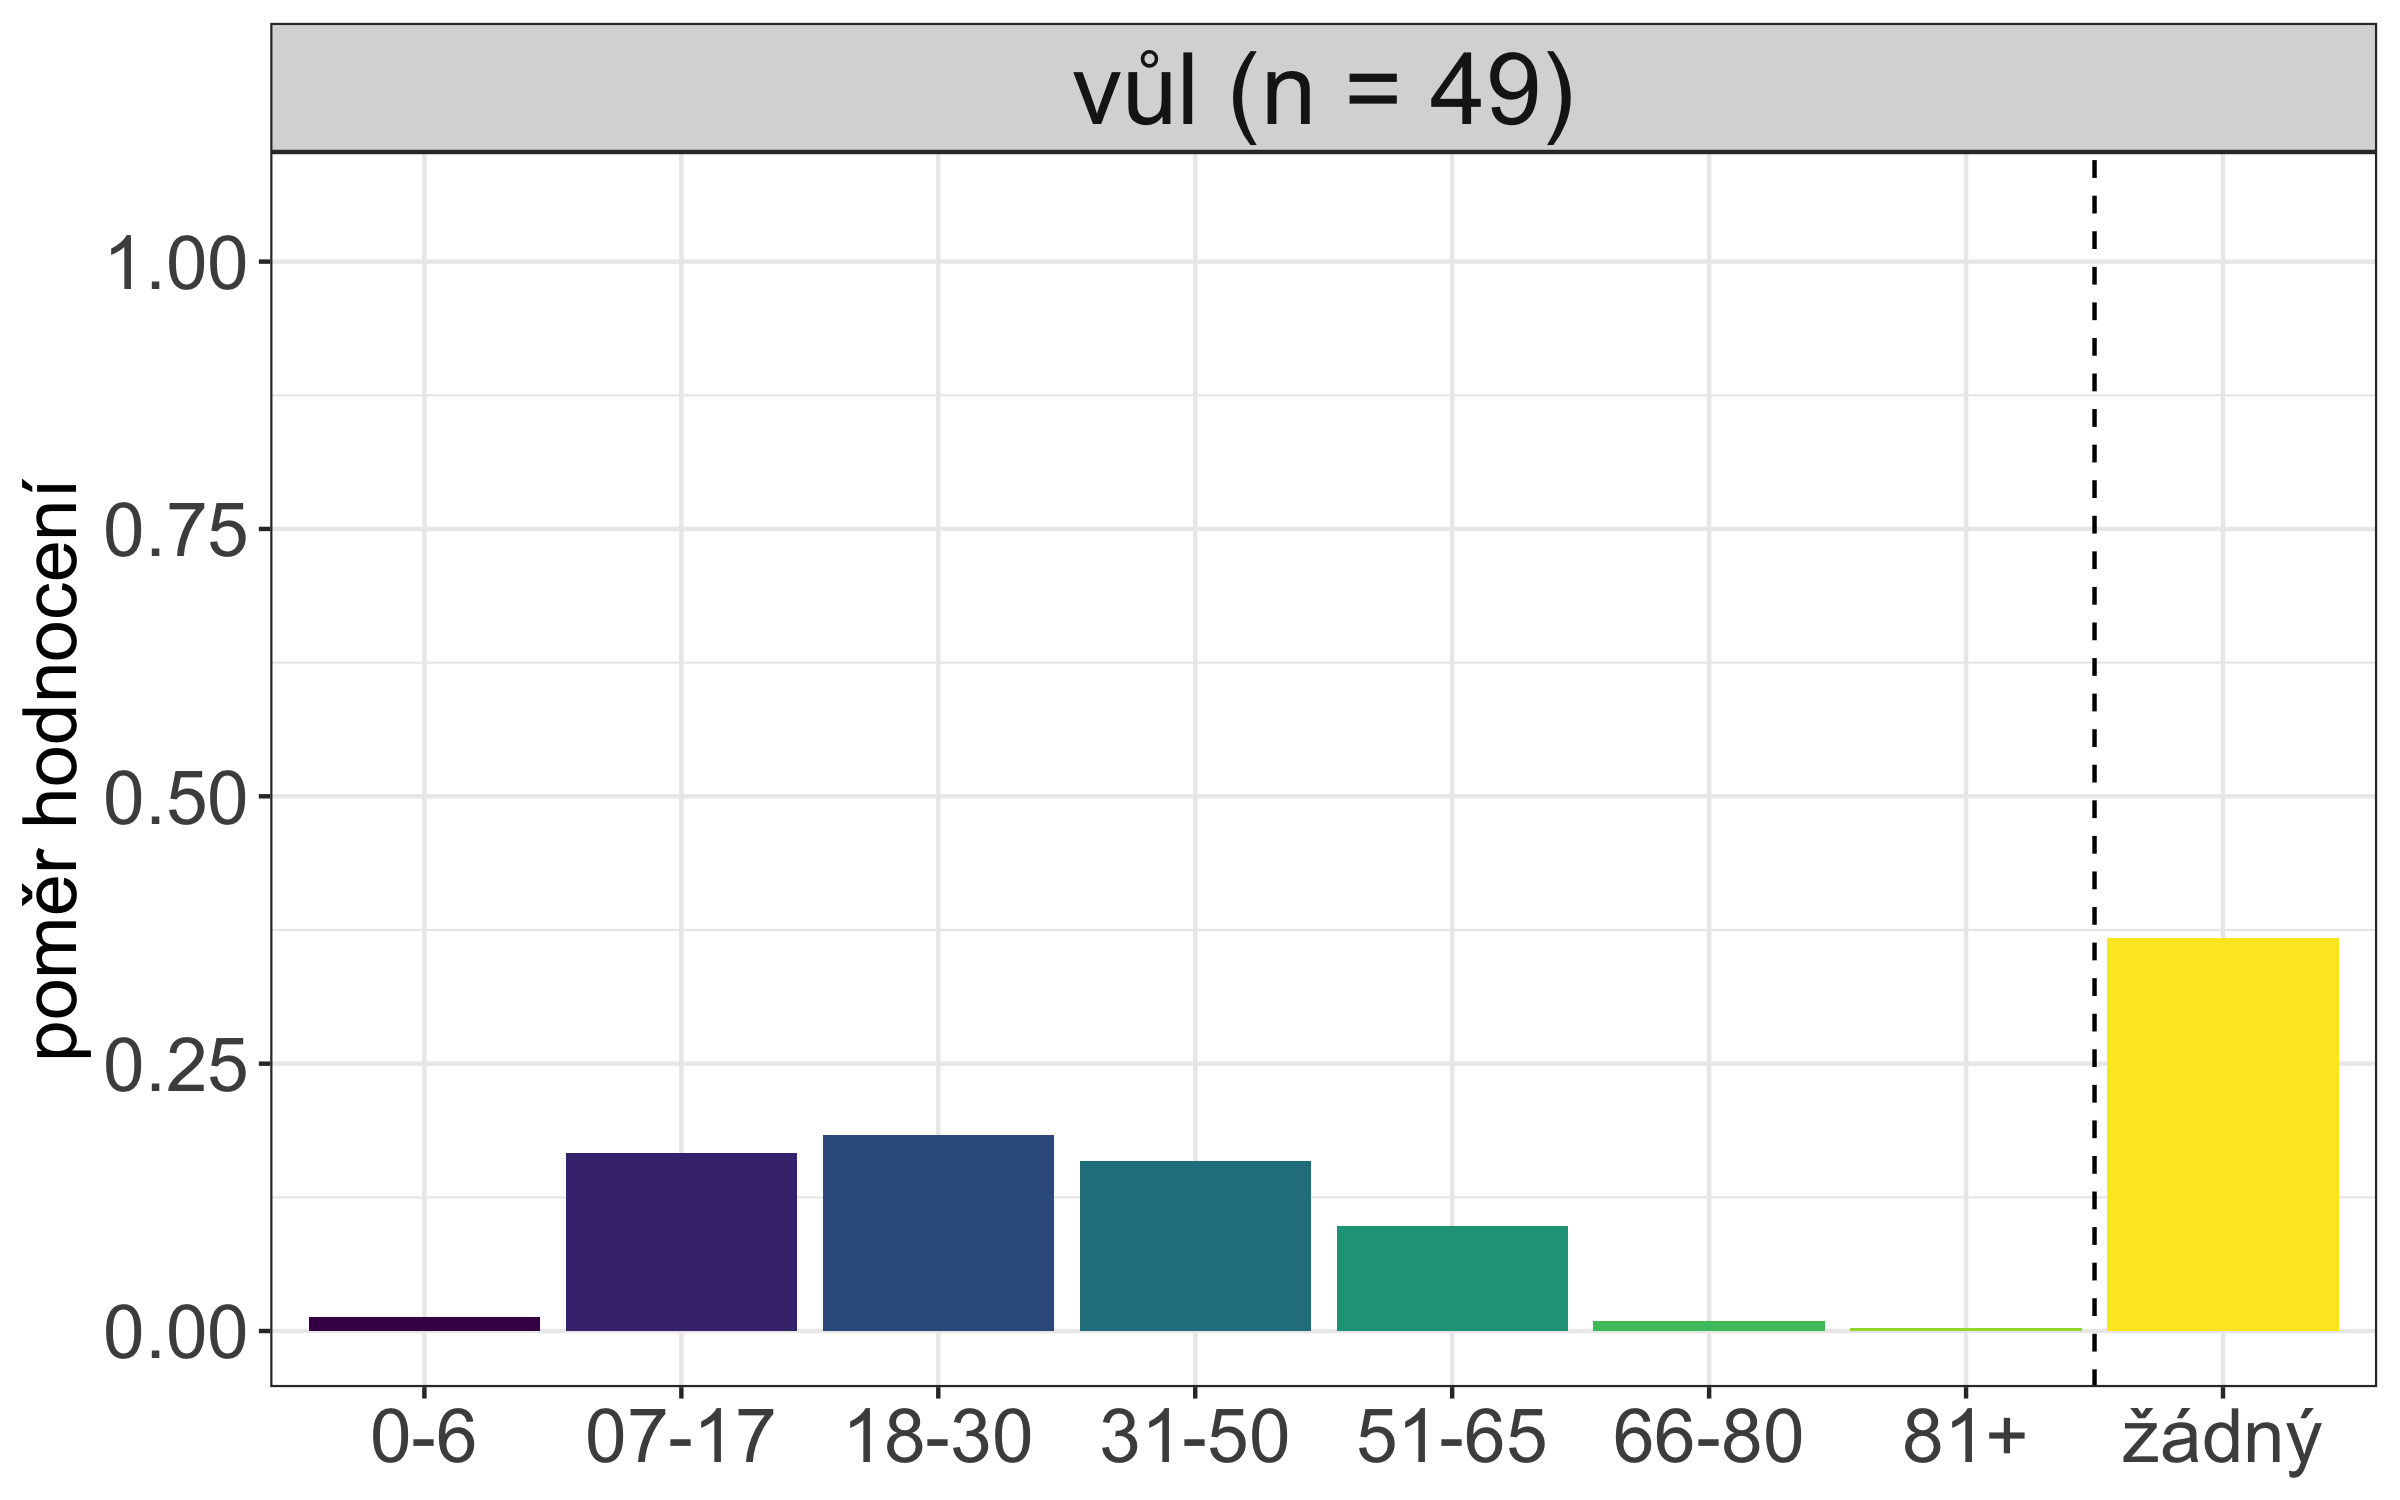 vůl (n = 49)
poměr hodnocení
1.00
0.75
0.50
0.25
0.00
0-6 07-17 18-30 31-50 51-65 66-80 81+ žádný